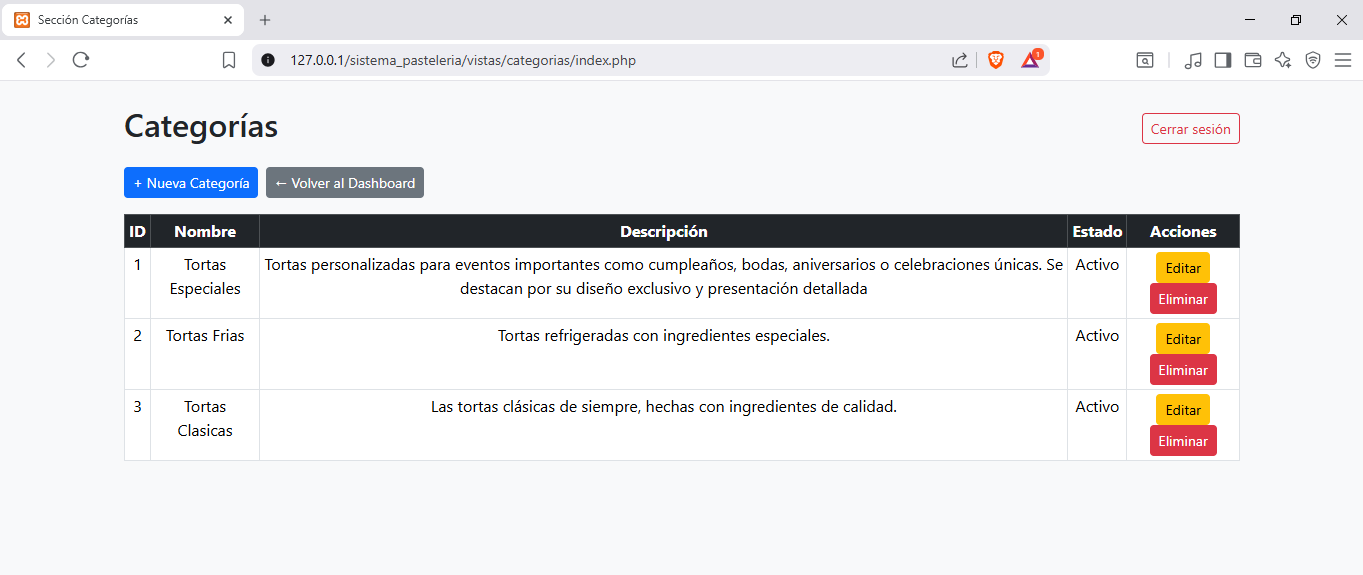 Sección Categorías
127.0.0.1/sistema_pasteleria/vistas/categorias/index.php
1
Categorías
Cerrar sesión
+ Nueva Categoría
← Volver al Dashboard
ID Nombre Descripción Estado Acciones
1 Tortas Tortas personalizadas para eventos importantes como cumpleaños, bodas, aniversarios o celebraciones únicas. Se Activo Editar
Especiales destacan por su diseño exclusivo y presentación detallada
Eliminar
2 Tortas Frias Tortas refrigeradas con ingredientes especiales. Activo Editar
Eliminar
3 Tortas Las tortas clásicas de siempre, hechas con ingredientes de calidad. Activo Editar
Clasicas
Eliminar